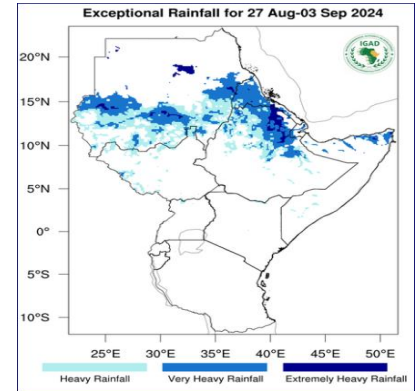 Exceptional Rainfall for 27 Aug-03 Sep 2024
IGAD
20°N
15°N
10°N
5°N
0°
5°S
10°S
25°E 30°E 35°E 40°E 45°E 50°E
Heavy Rainfall Very Heavy Rainfall Extremely Heavy Rainfall